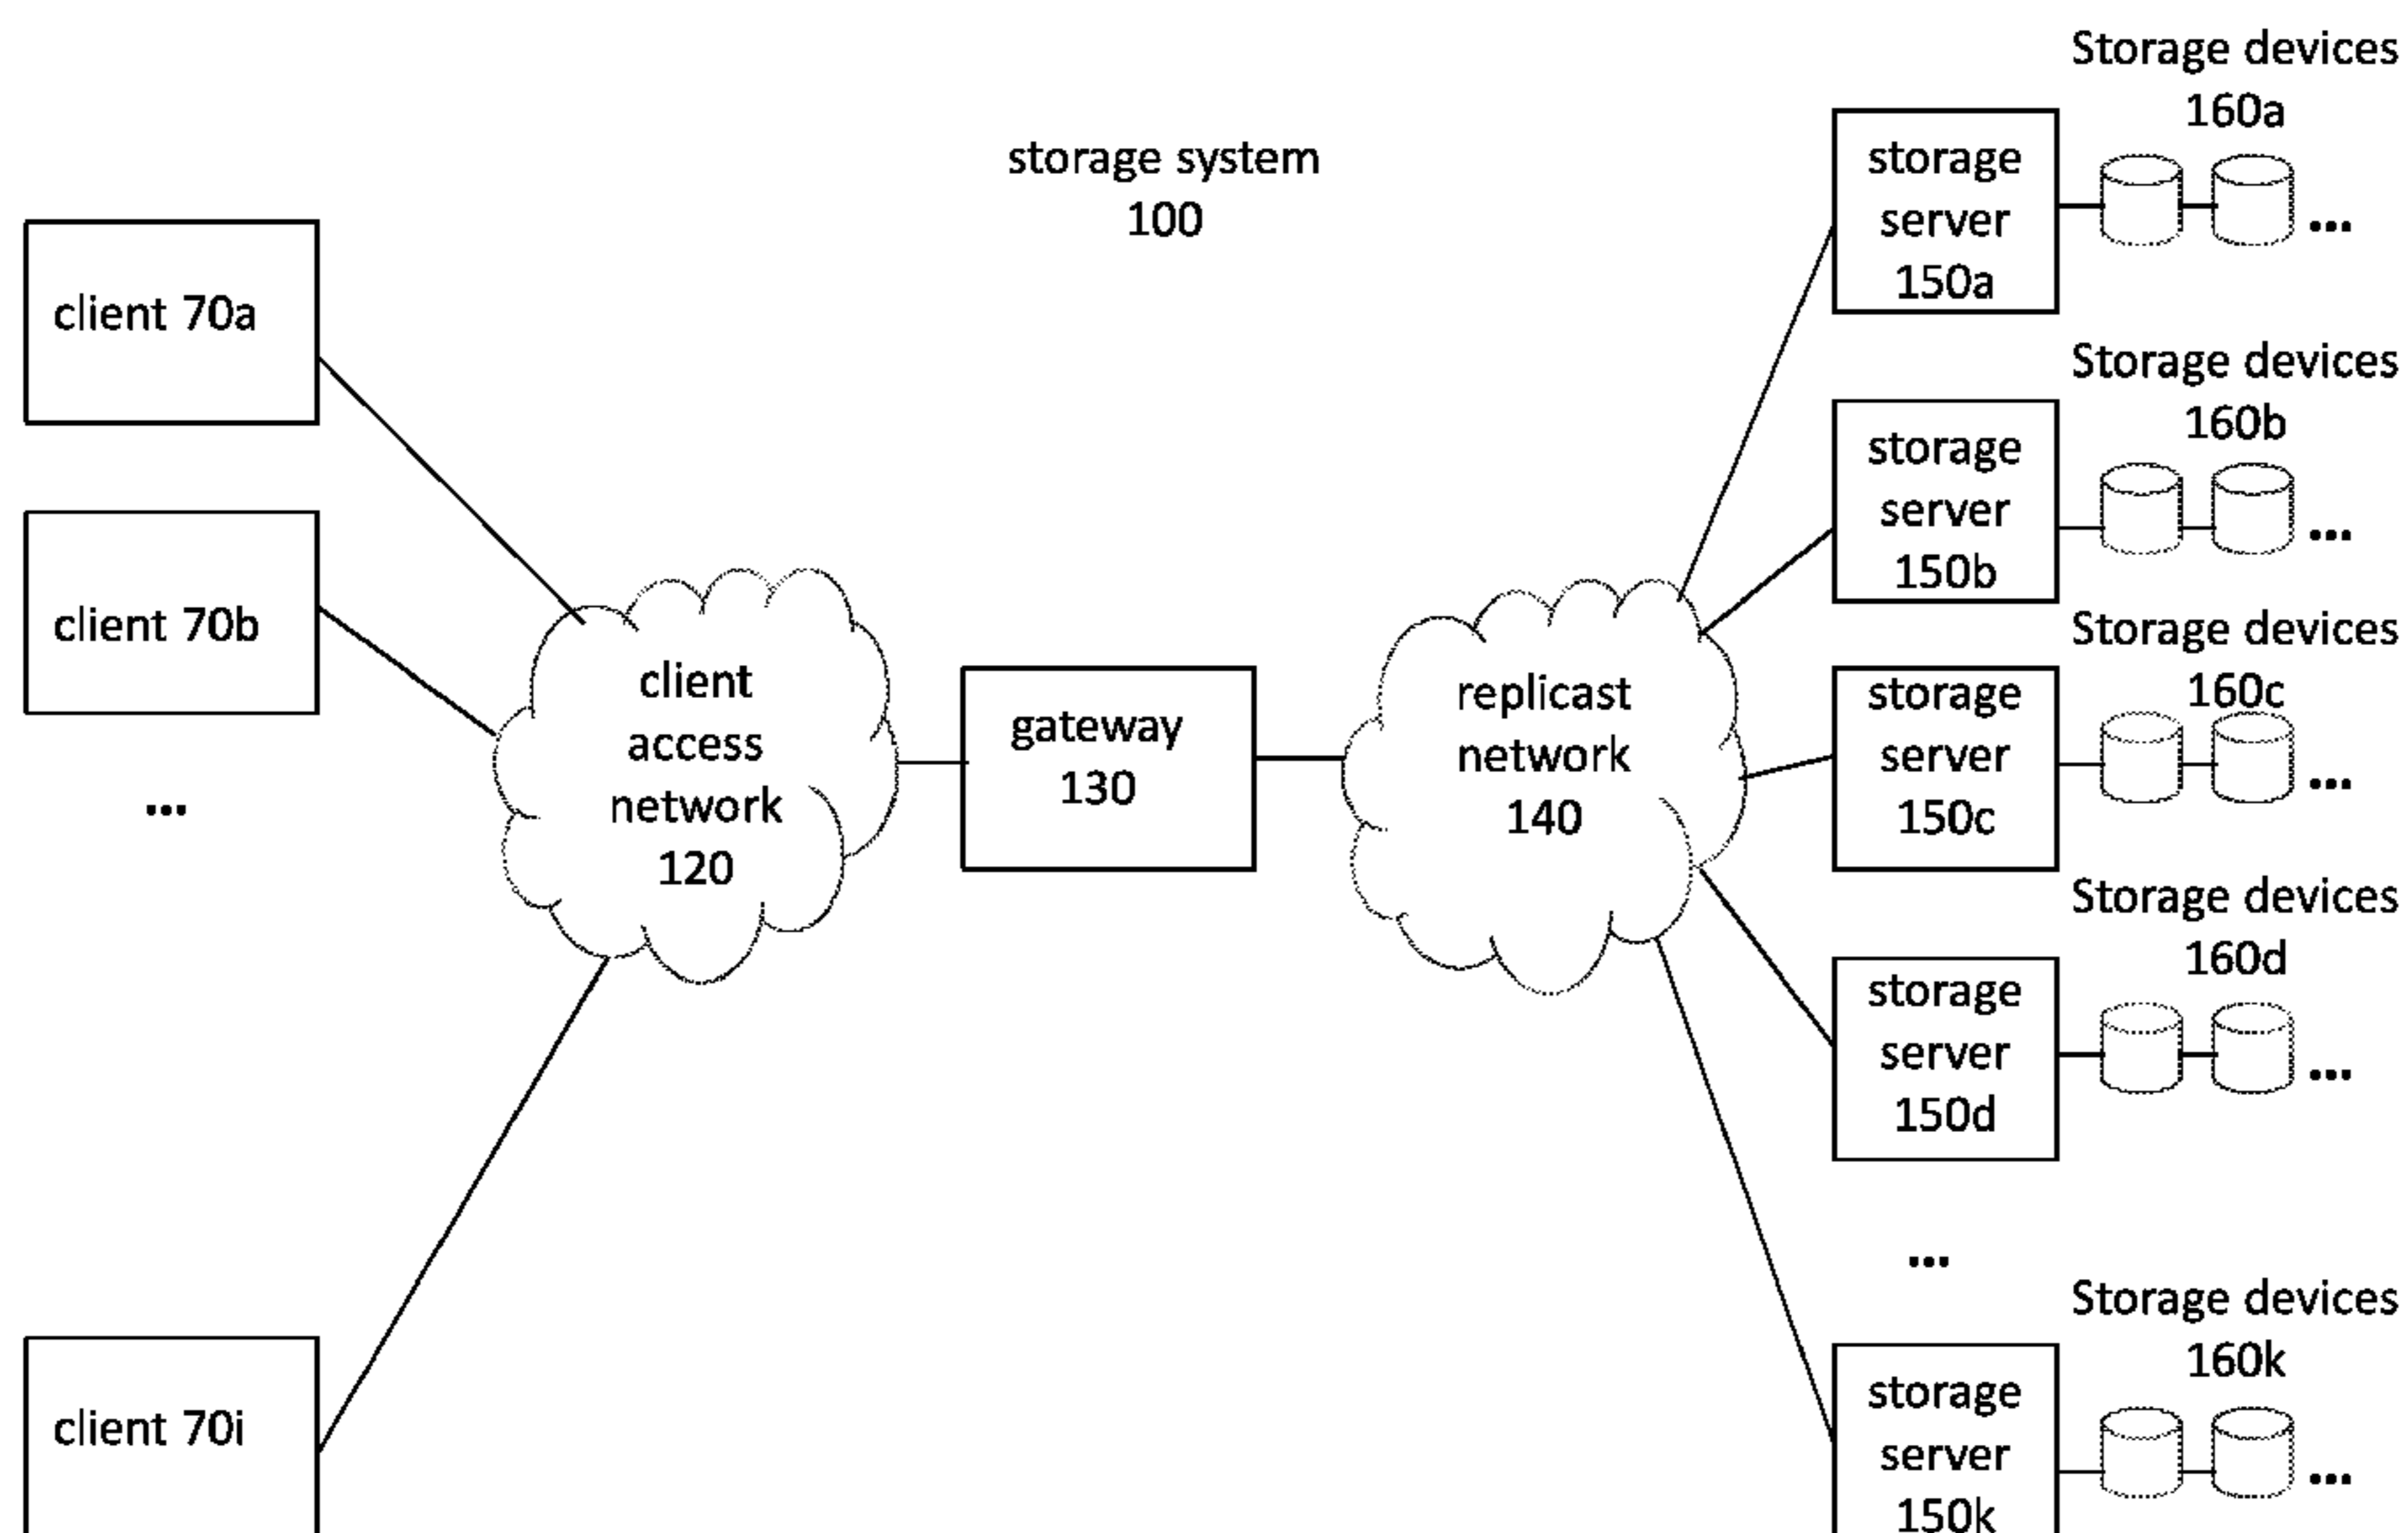 storage system
100
client 70a
client 70b
...
client 70i
client
access
network
120
gateway
130
replicast
network
140
Storage devices
160a
storage
server
150a
...
Storage devices
160b
storage
server
150b
...
Storage devices
160c
storage
server
150c
...
Storage devices
160d
storage
server
150d
...
...
Storage devices
160k
storage
server
150k
...